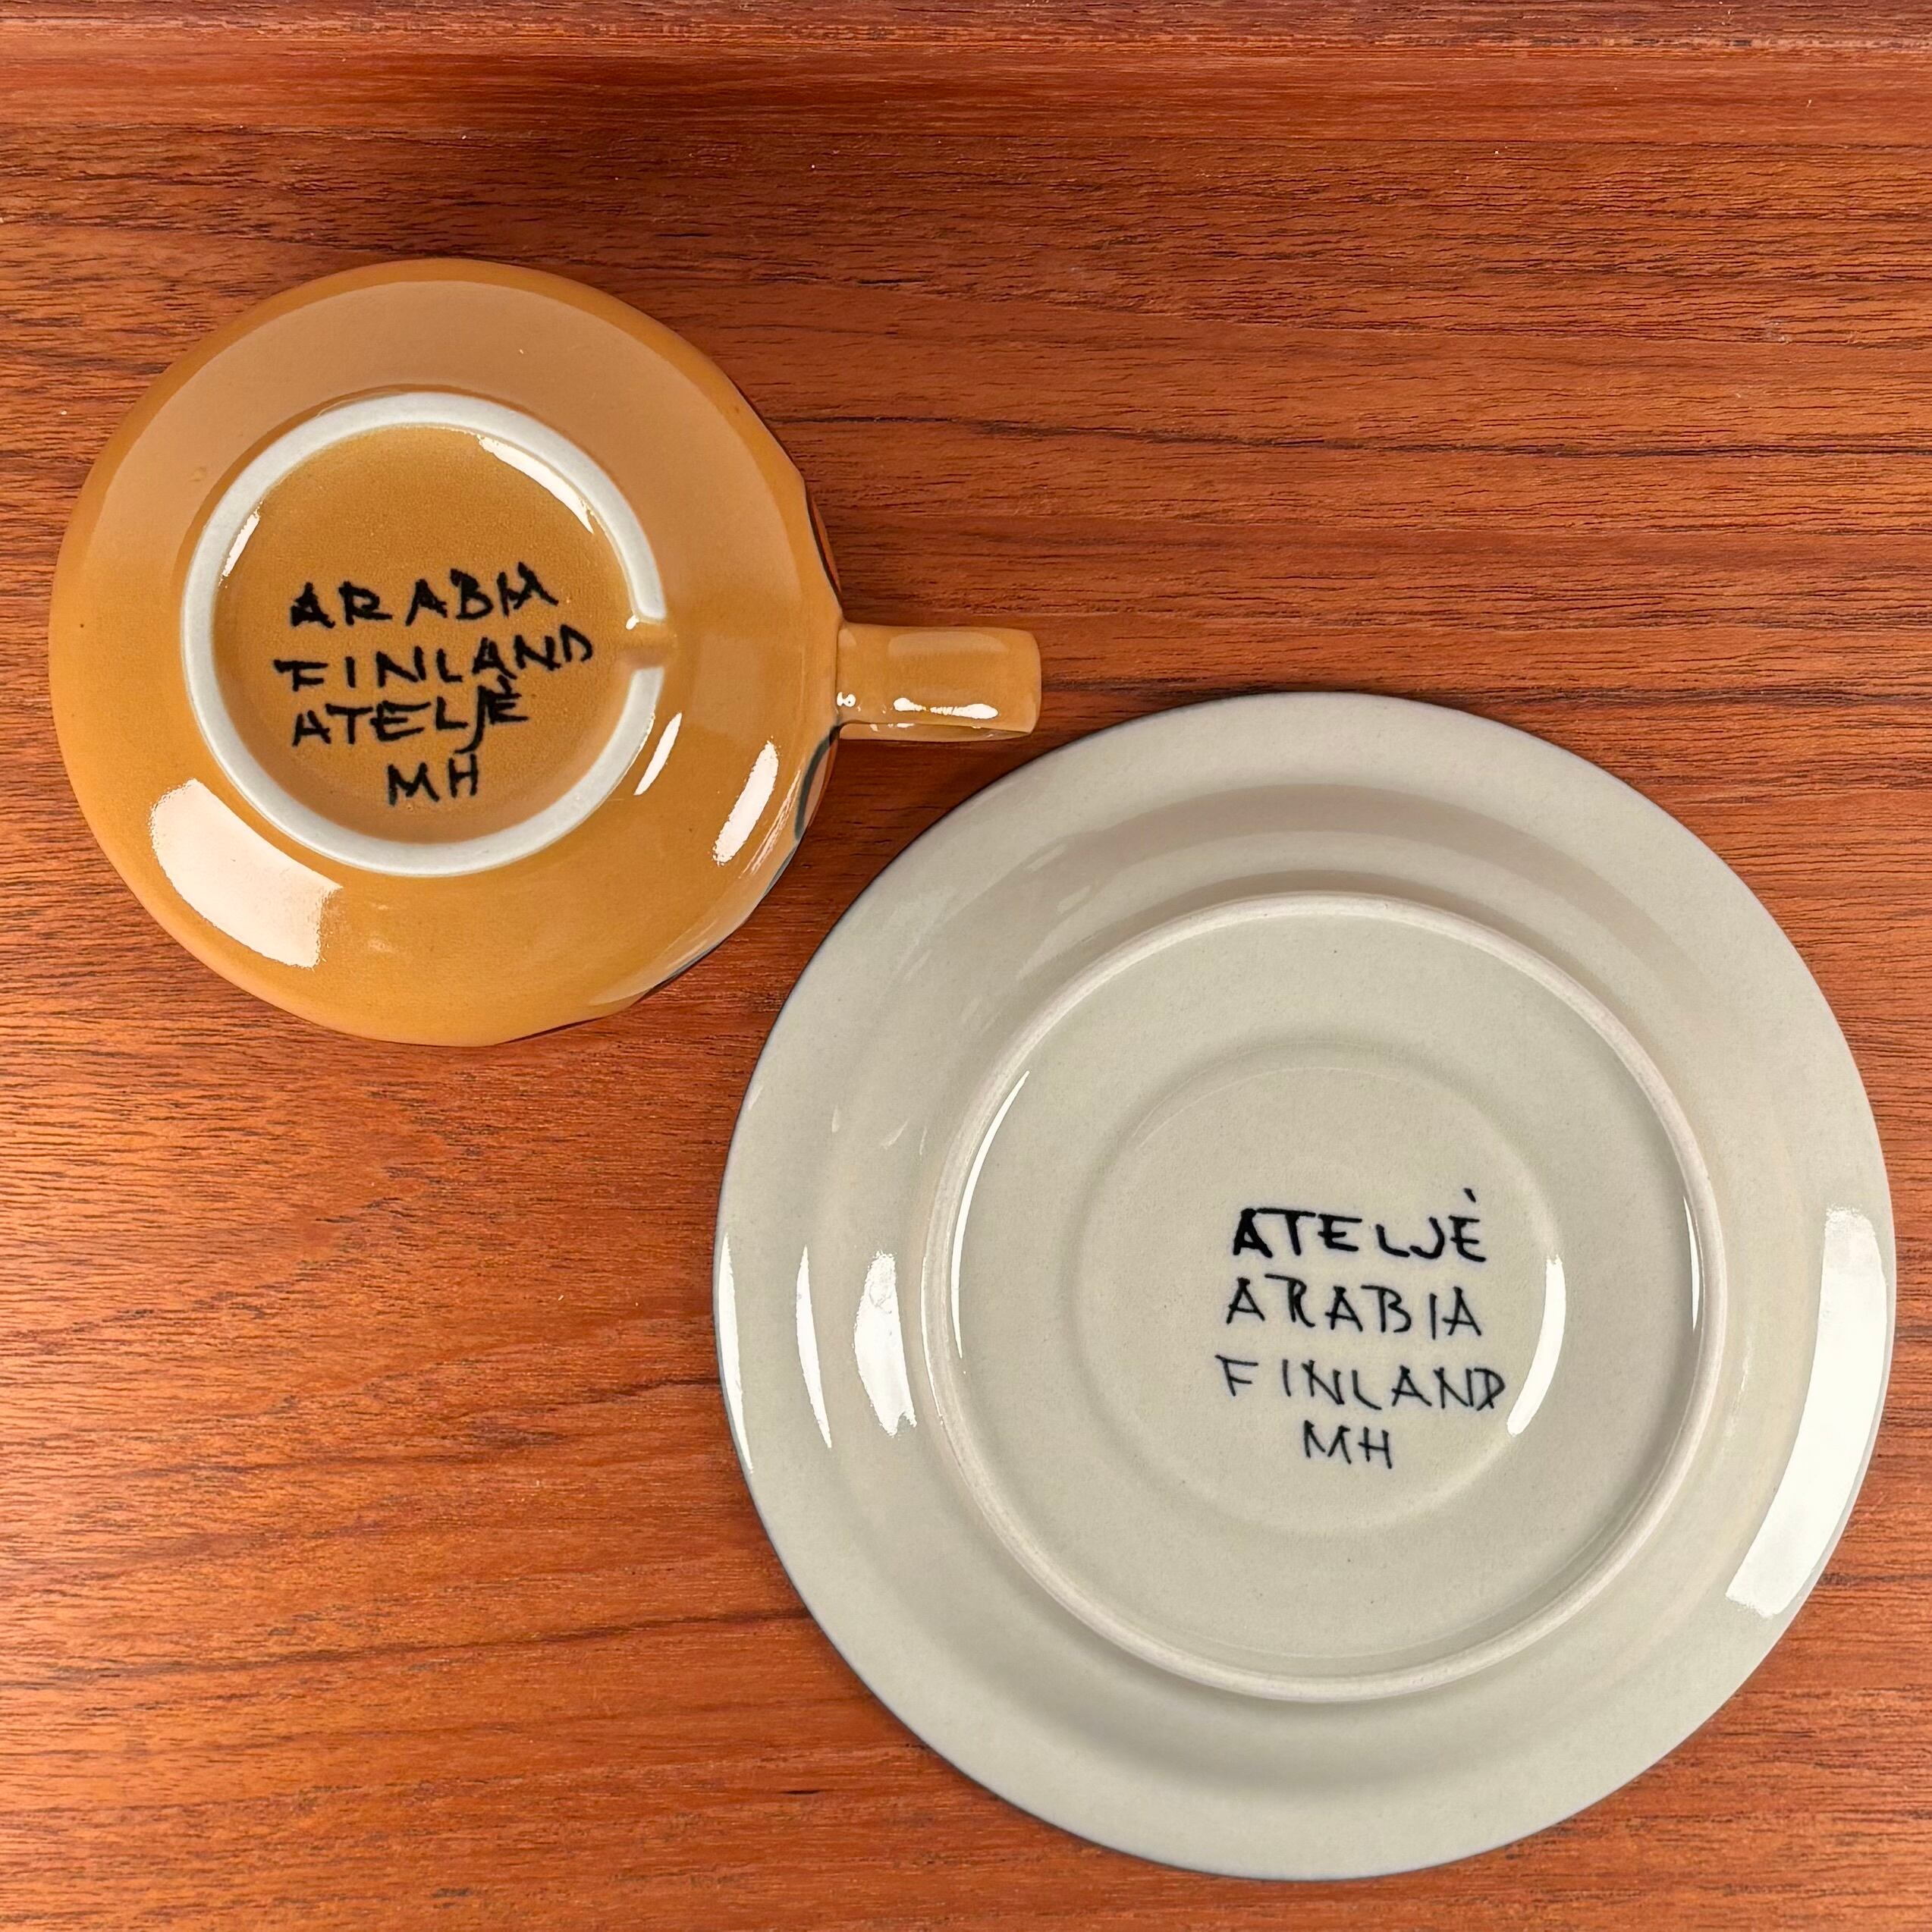 ARABIA
FINLAND
ATELJÈ
MH
ATELJÈ
ARABIA
FINLAND
MH